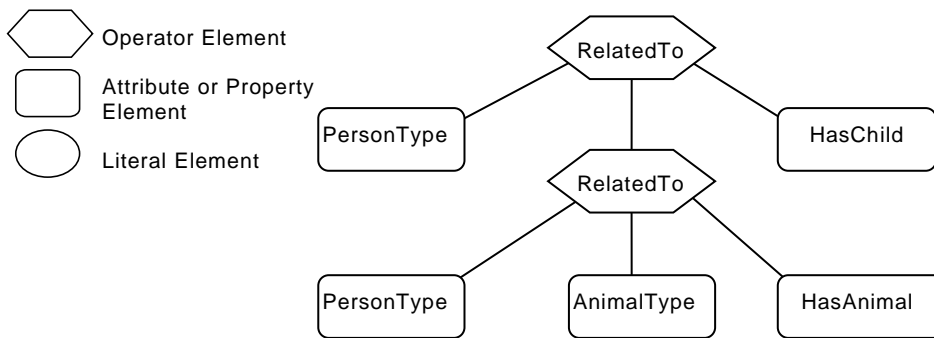 Operator Element
Attribute or Property
Element
Literal Element
RelatedTo
PersonType
HasChild
RelatedTo
PersonType
AnimalType
HasAnimal